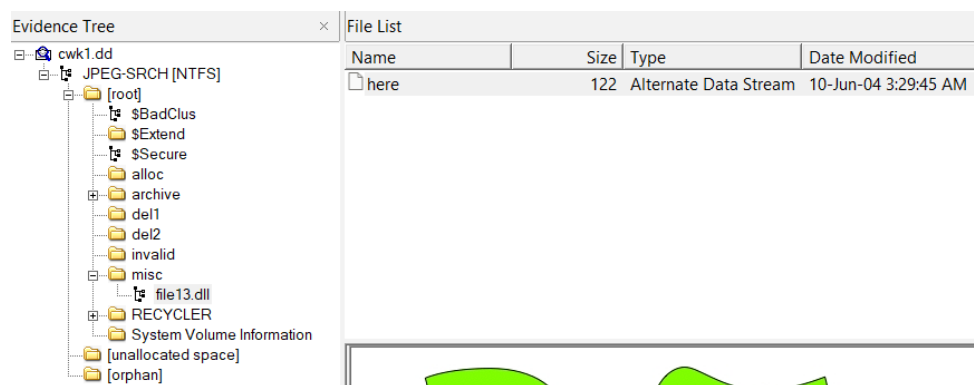 Evidence Tree
cwk1.dd
JPEG-SRCH [NTFS]
[root]
$BadClus
$Extend
$Secure
alloc
archive
del1
del2
invalid
misc
file13.dll
RECYCLER
System Volume Information
[unallocated space]
[orphan]
File List
Name Size Type Date Modified
here 122 Alternate Data Stream 10-Jun-04 3:29:45 AM